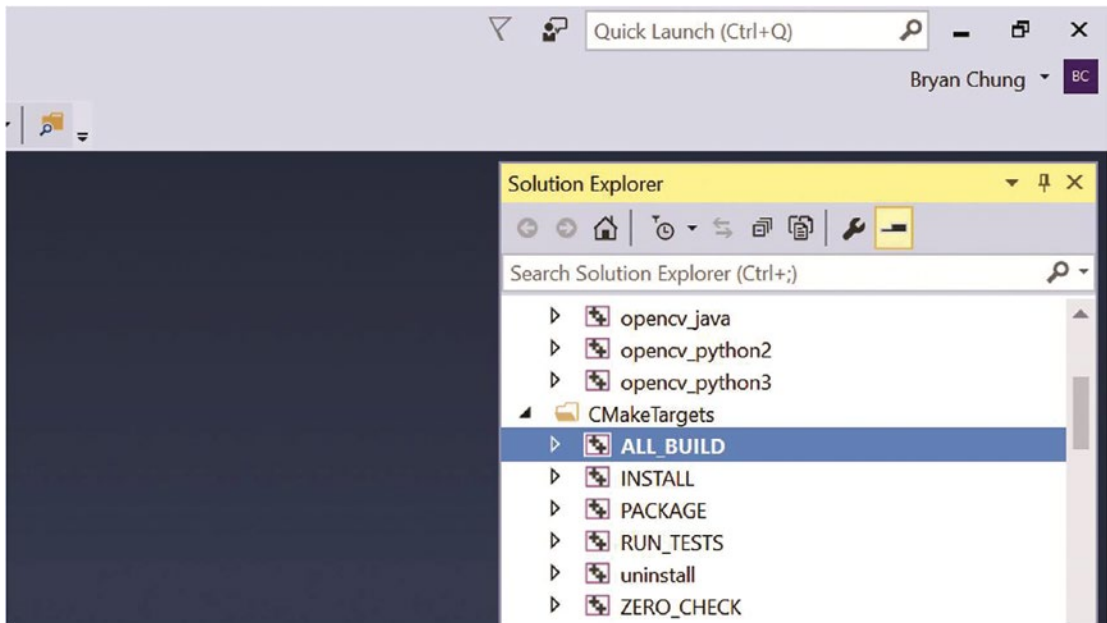 Quick Launch (Ctrl+Q)
Bryan Chung
BC
Solution Explorer
Search Solution Explorer (Ctrl+;)
opencv_java
opencv_python2
opencv_python3
CMakeTargets
ALL_BUILD
INSTALL
PACKAGE
RUN_TESTS
uninstall
ZERO_CHECK